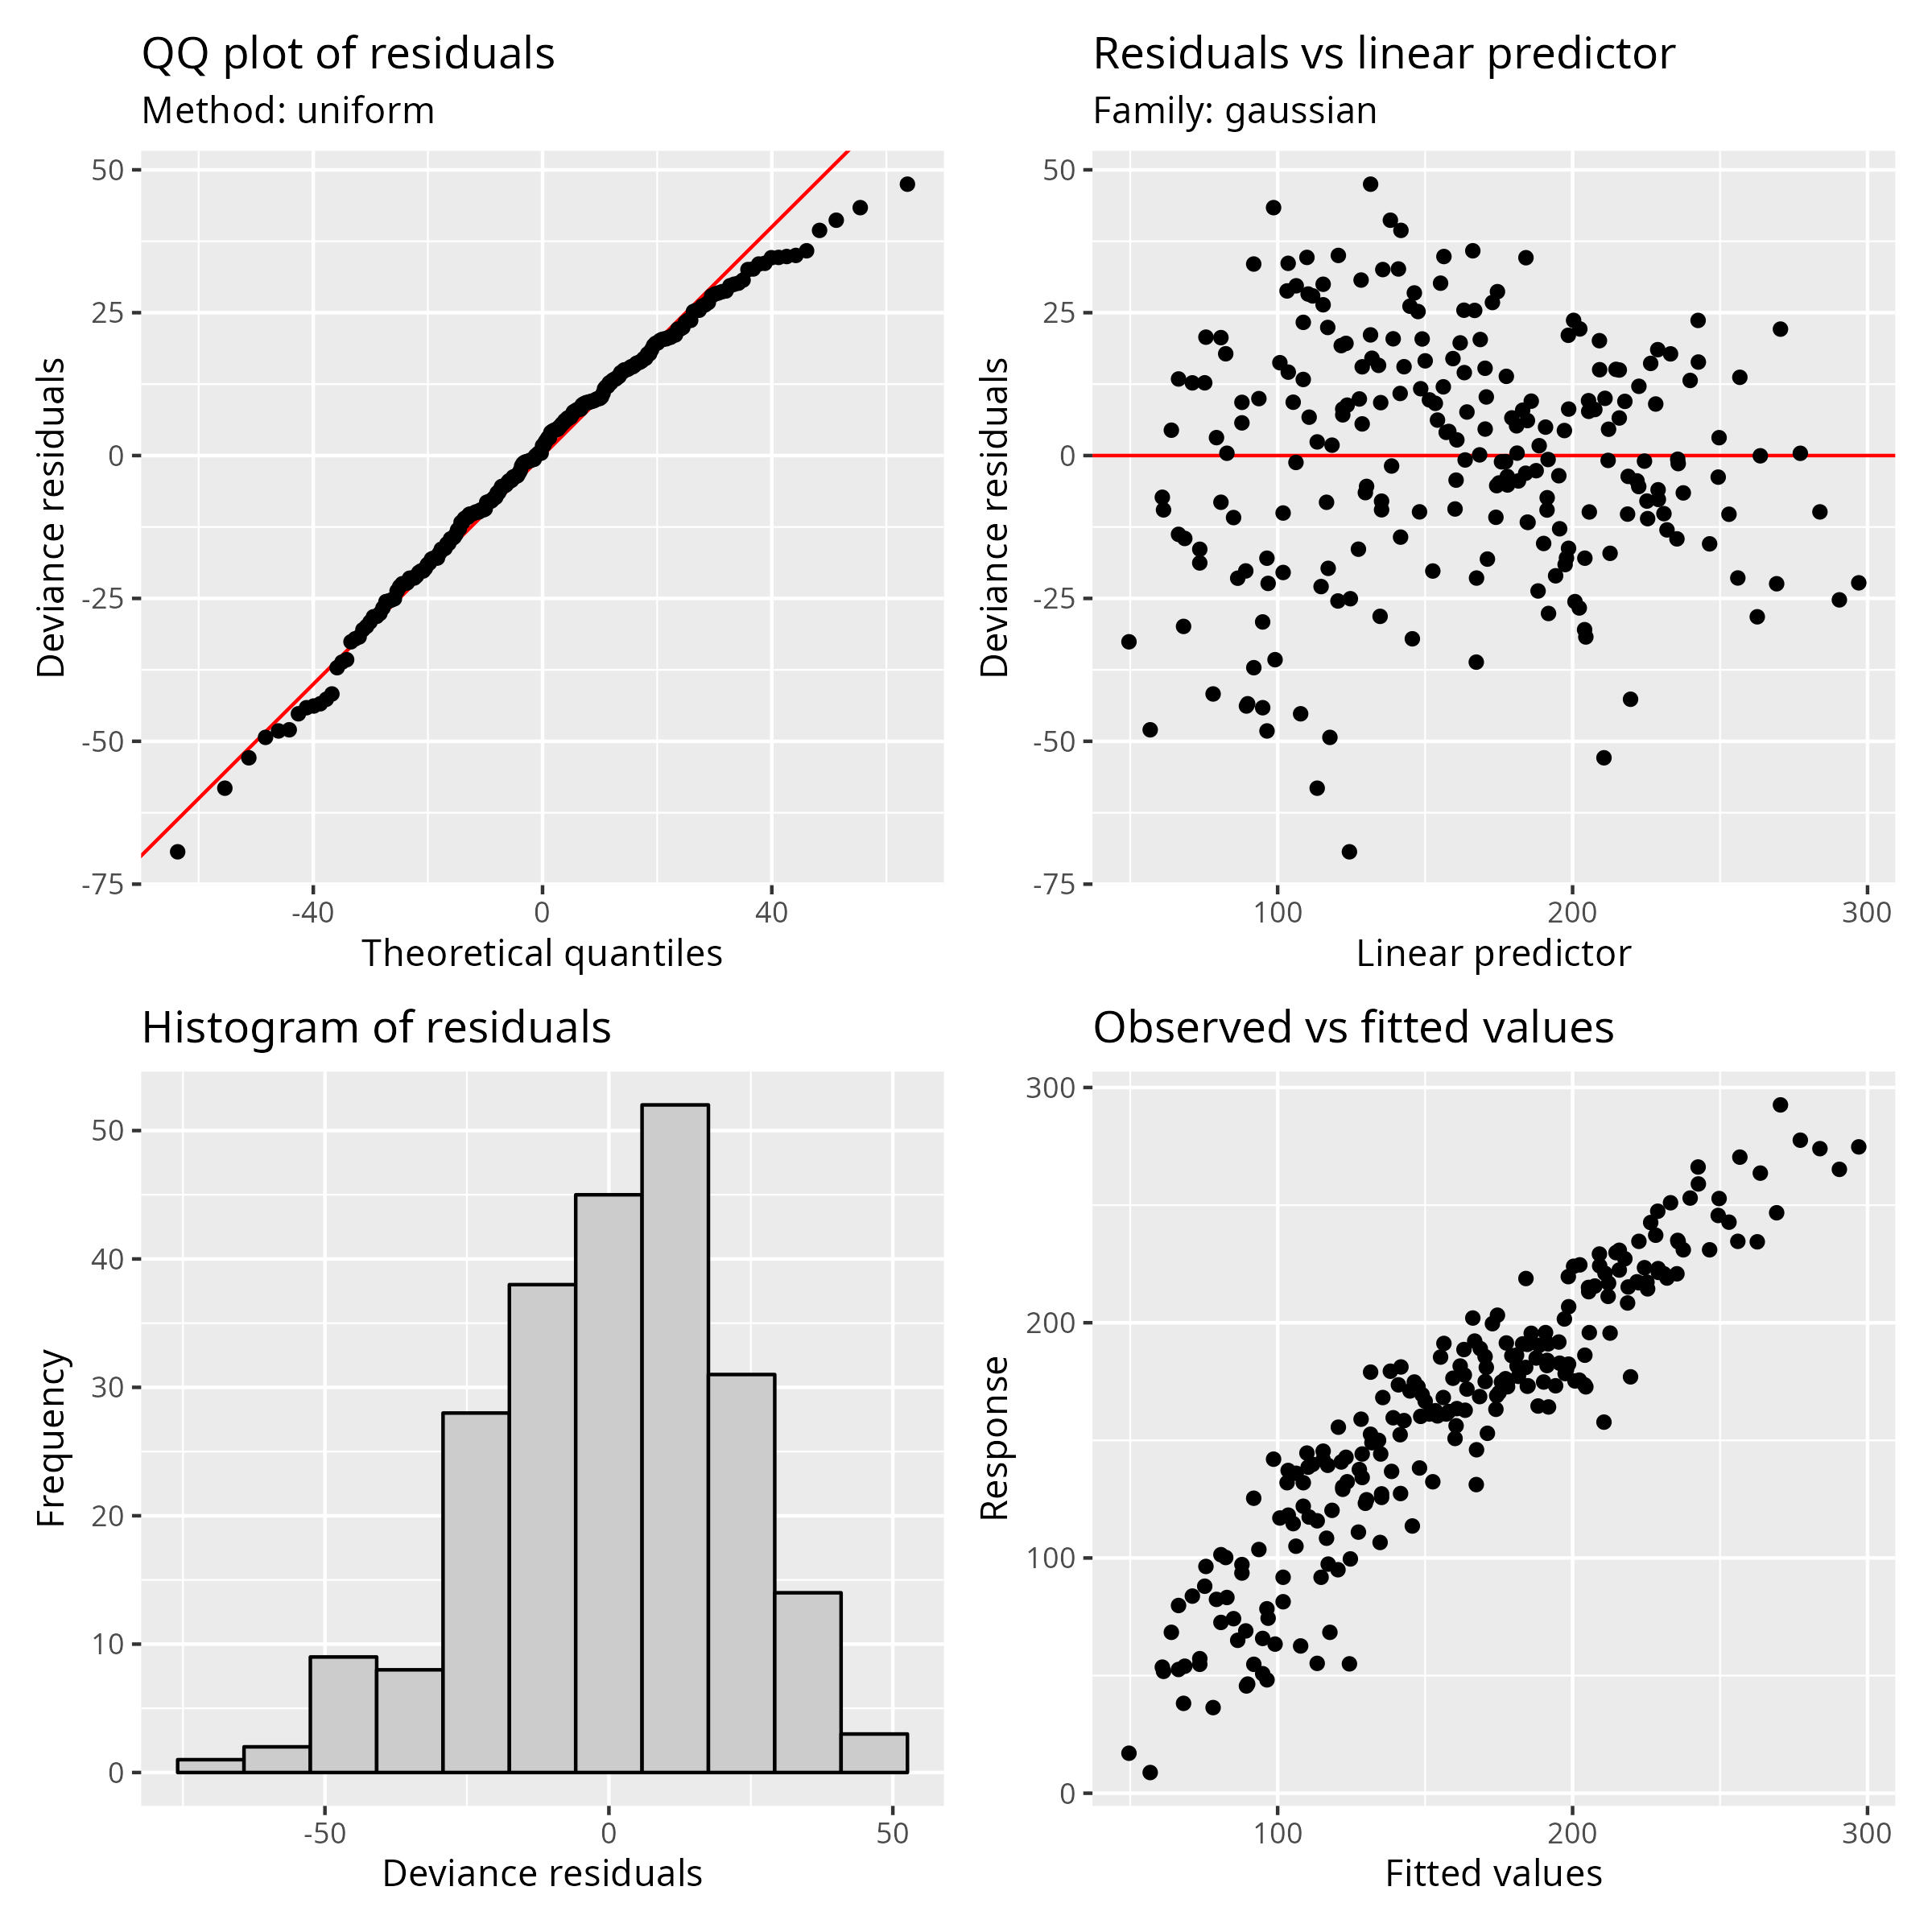 QQ plot of residuals
Method: uniform
50
25
0
-25
-50
-75
-40
0
40
Theoretical quantiles
Deviance residuals
Residuals vs linear predictor
Family: gaussian
50
25
0
-25
-50
-75
100
200
300
Linear predictor
Deviance residuals
Histogram of residuals
50
40
30
20
10
0
-50
0
50
Deviance residuals
Frequency
Observed vs fitted values
300
200
100
0
100
200
300
Fitted values
Response